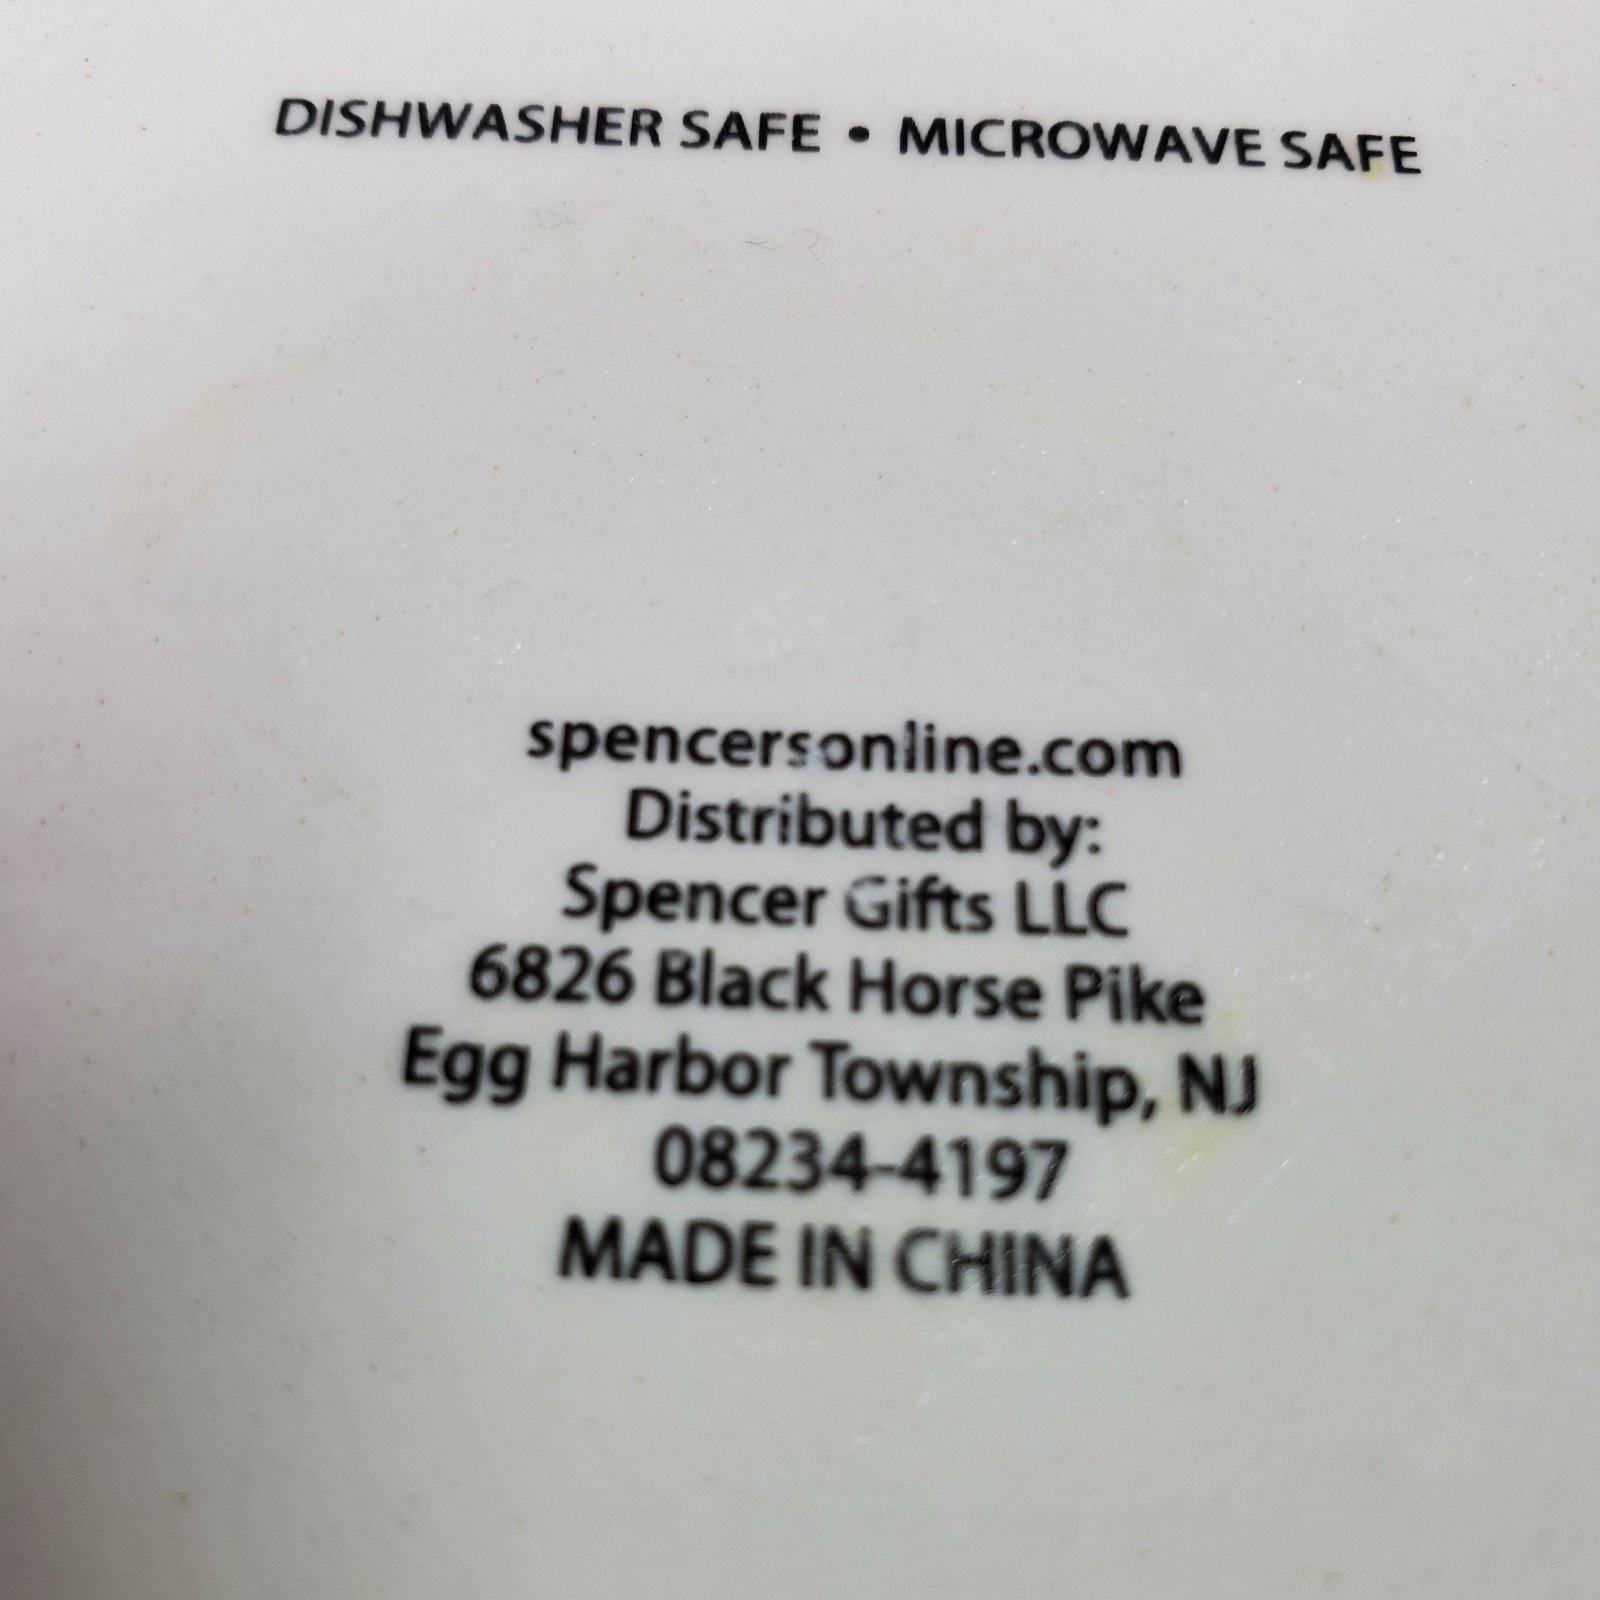 DISHWASHER SAFE • MICROWAVE SAFE
spencersonline.com
Distributed by:
Spencer Gifts LLC
6826 Black Horse Pike
Egg Harbor Township, NJ
08234-4197
MADE IN CHINA